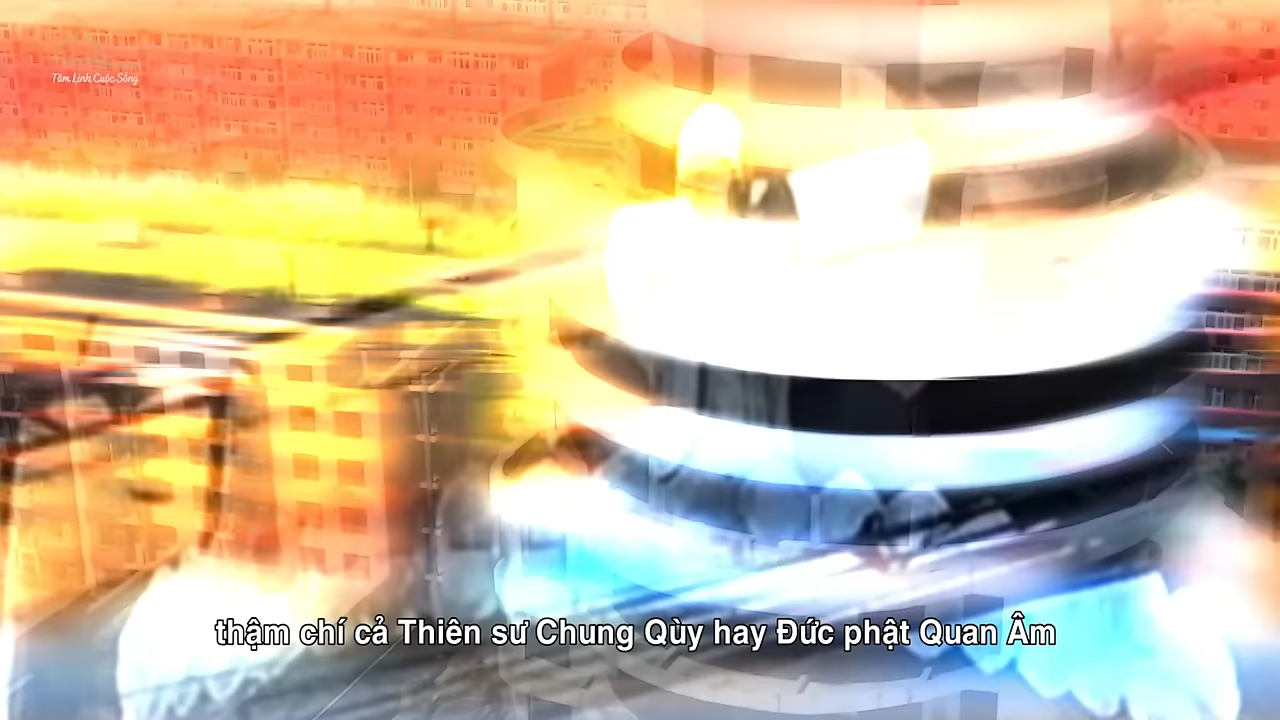 Tâm Linh Cuộc Sống
thậm chí cả Thiên sư Chung Qùy hay Đức phật Quan Âm